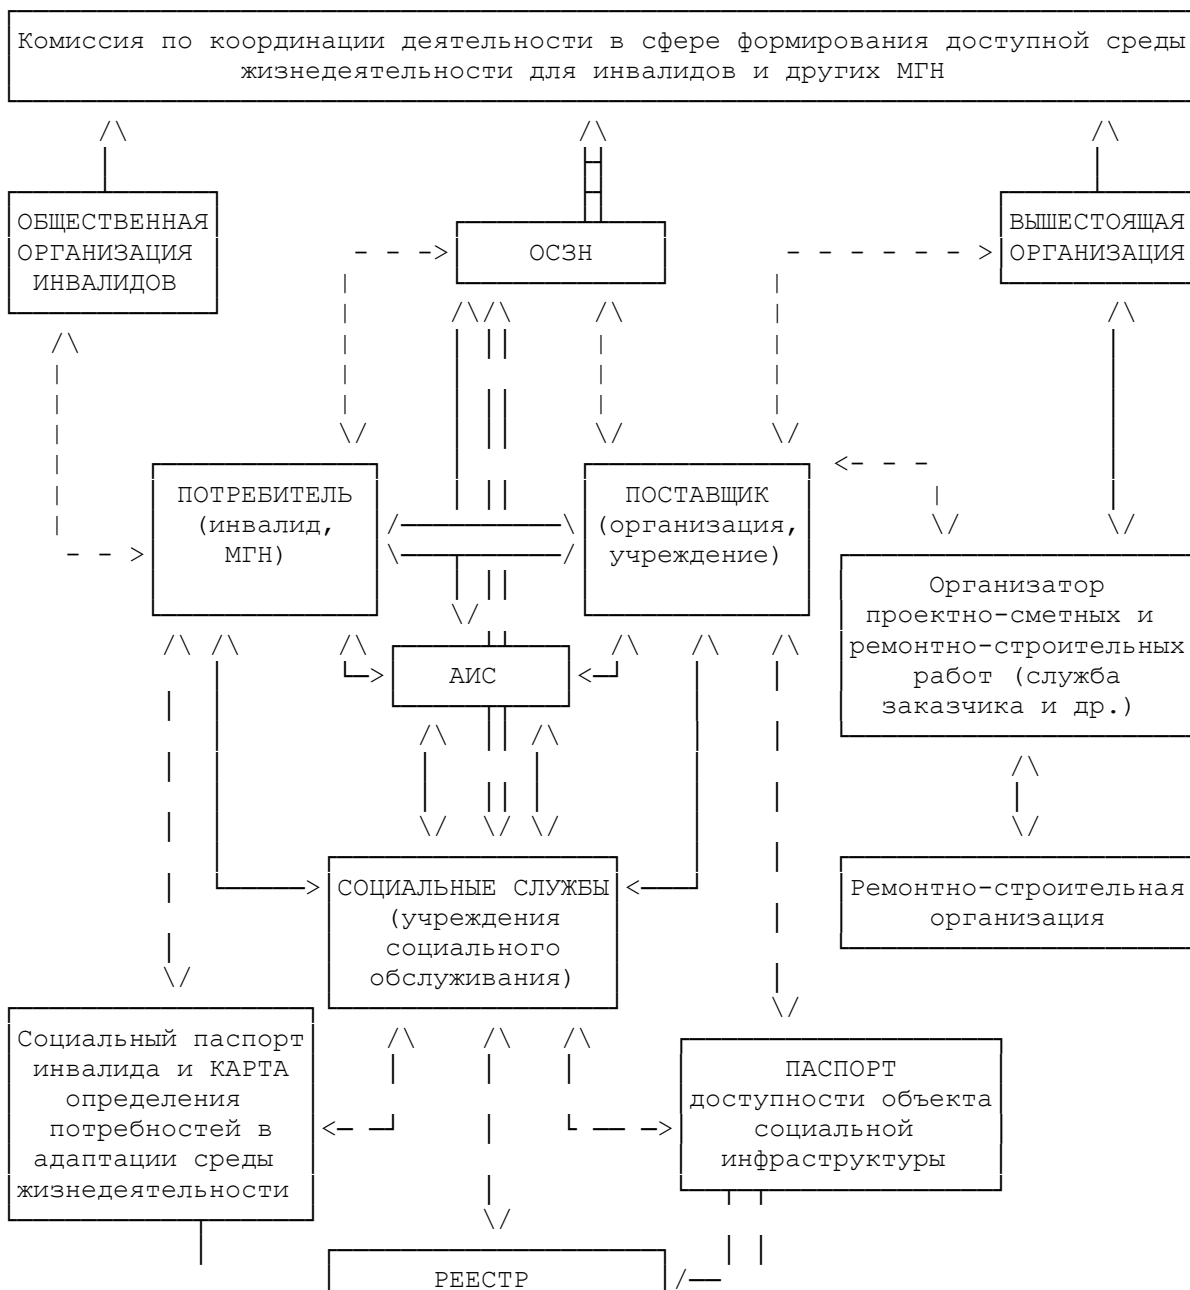 Комиссия по координации деятельности в сфере формирования доступной среды
жизнедеятельности для инвалидов и других МГН
ОБЩЕСТВЕННАЯ
ОРГАНИЗАЦИЯ
ИНВАЛИДОВ
ОСЗН
ВЫШЕСТОЯЩАЯ
ОРГАНИЗАЦИЯ
ПОТРЕБИТЕЛЬ
(инвалид,
МГН)
ПОСТАВЩИК
(организация,
учреждение)
Организатор
проектно-сметных и
ремонтно-строительных
работ (служба
заказчика и др.)
АИС
СОЦИАЛЬНЫЕ СЛУЖБЫ
(учреждения
социального
обслуживания)
Ремонтно-строительная
организация
Социальный паспорт
инвалида и КАРТА
определения
потребностей в
адаптации среды
жизнедеятельности
ПАСПОРТ
доступности объекта
социальной
инфраструктуры
РЕЕСТР